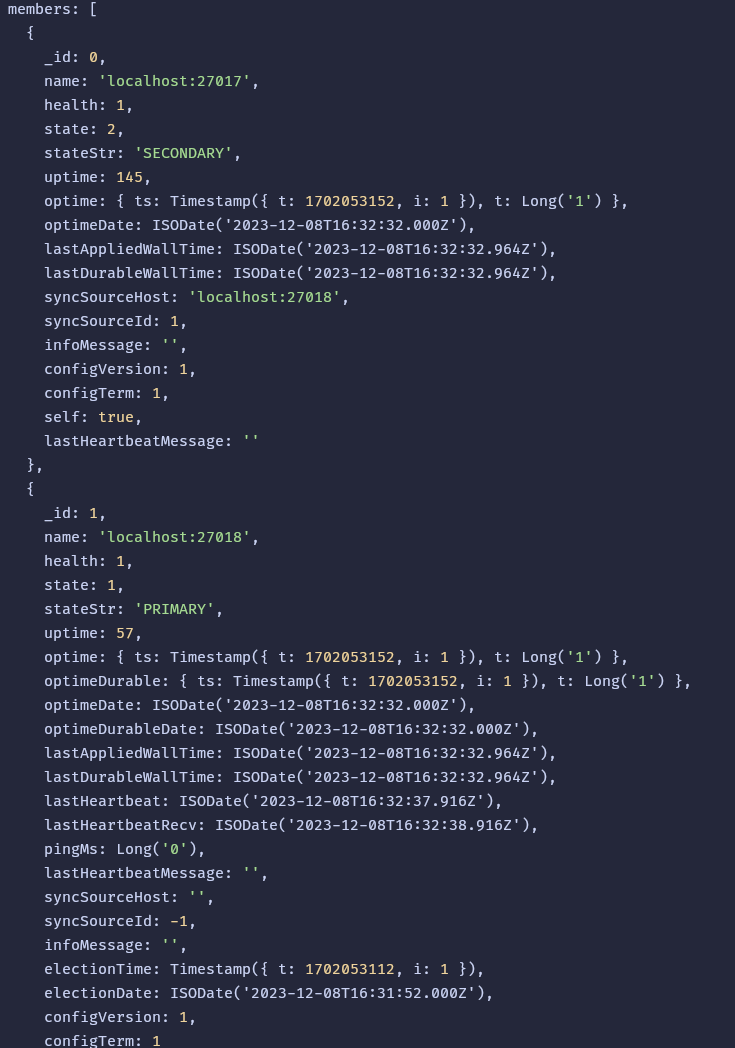 members: [
  {
    _id: 0,
    name: 'localhost:27017',
    health: 1,
    state: 2,
    stateStr: 'SECONDARY',
    uptime: 145,
    optime: { ts: Timestamp({ t: 1702053152, i: 1 }), t: Long('1') },
    optimeDate: ISODate('2023-12-08T16:32:32.000Z'),
    lastAppliedWallTime: ISODate('2023-12-08T16:32:32.964Z'),
    lastDurableWallTime: ISODate('2023-12-08T16:32:32.964Z'),
    syncSourceHost: 'localhost:27018',
    syncSourceId: 1,
    infoMessage: '',
    configVersion: 1,
    configTerm: 1,
    self: true,
    lastHeartbeatMessage: ''
  },
  {
    _id: 1,
    name: 'localhost:27018',
    health: 1,
    state: 1,
    stateStr: 'PRIMARY',
    uptime: 57,
    optime: { ts: Timestamp({ t: 1702053152, i: 1 }), t: Long('1') },
    optimeDurable: { ts: Timestamp({ t: 1702053152, i: 1 }), t: Long('1') },
    optimeDate: ISODate('2023-12-08T16:32:32.000Z'),
    optimeDurableDate: ISODate('2023-12-08T16:32:32.000Z'),
    lastAppliedWallTime: ISODate('2023-12-08T16:32:32.964Z'),
    lastDurableWallTime: ISODate('2023-12-08T16:32:32.964Z'),
    lastHeartbeat: ISODate('2023-12-08T16:32:37.916Z'),
    lastHeartbeatRecv: ISODate('2023-12-08T16:32:38.916Z'),
    pingMs: Long('0'),
    lastHeartbeatMessage: '',
    syncSourceHost: '',
    syncSourceId: -1,
    infoMessage: '',
    electionTime: Timestamp({ t: 1702053112, i: 1 }),
    electionDate: ISODate('2023-12-08T16:31:52.000Z'),
    configVersion: 1,
    configTerm: 1